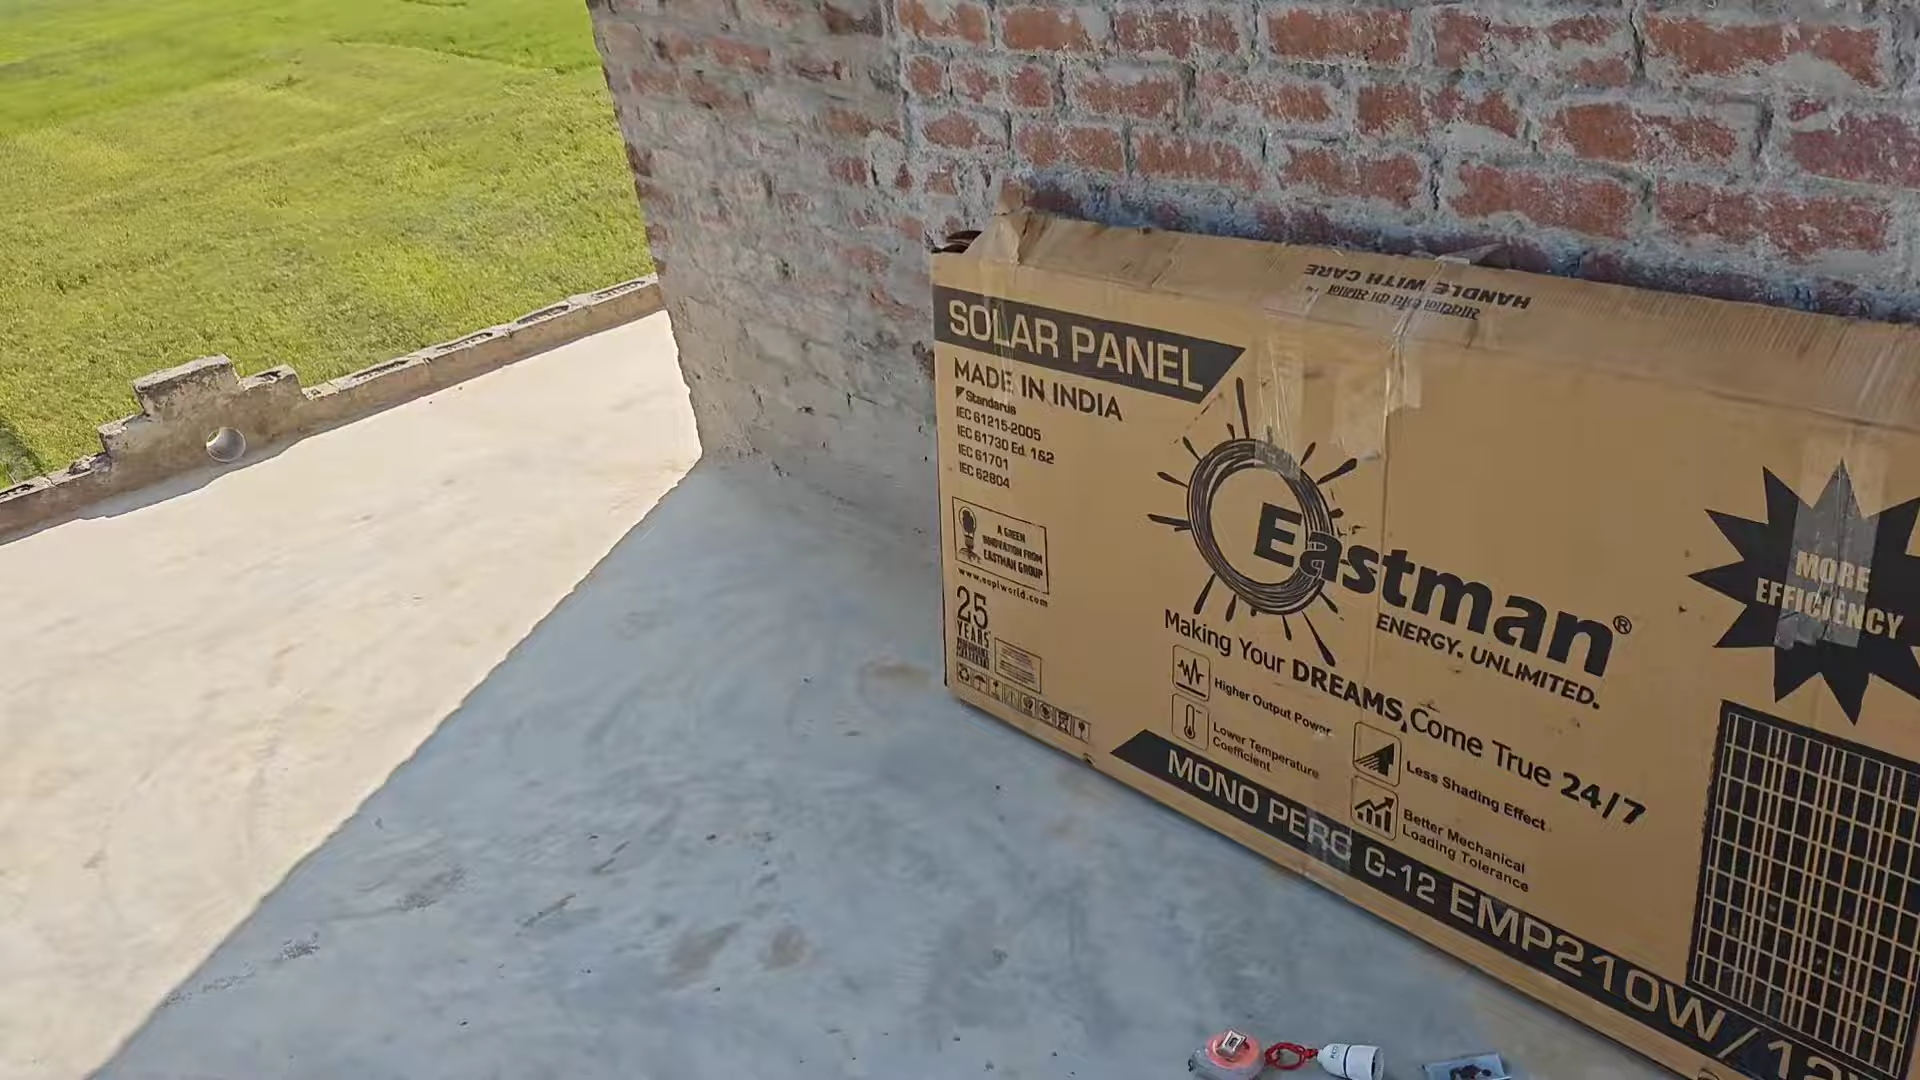 HANDLE WITH CARE
SOLAR PANEL
MADE IN INDIA
Standards
IEC 61215-2005
IEC 61730 Ed. 1&2
IEC 61701
IEC 62804
A GREEN
INNOVATION FROM
EASTMAN GROUP
www.eaplworld.com
25
YEARS
Eastman®
ENERGY. UNLIMITED.
Making Your DREAMS, Come True 24/7
Higher Output Power
Lower Temperature
Coefficient
Less Shading Effect
Better Mechanical
Loading Tolerance
MORE
EFFICIENCY
MONO PERC G-12 EMP210W/12